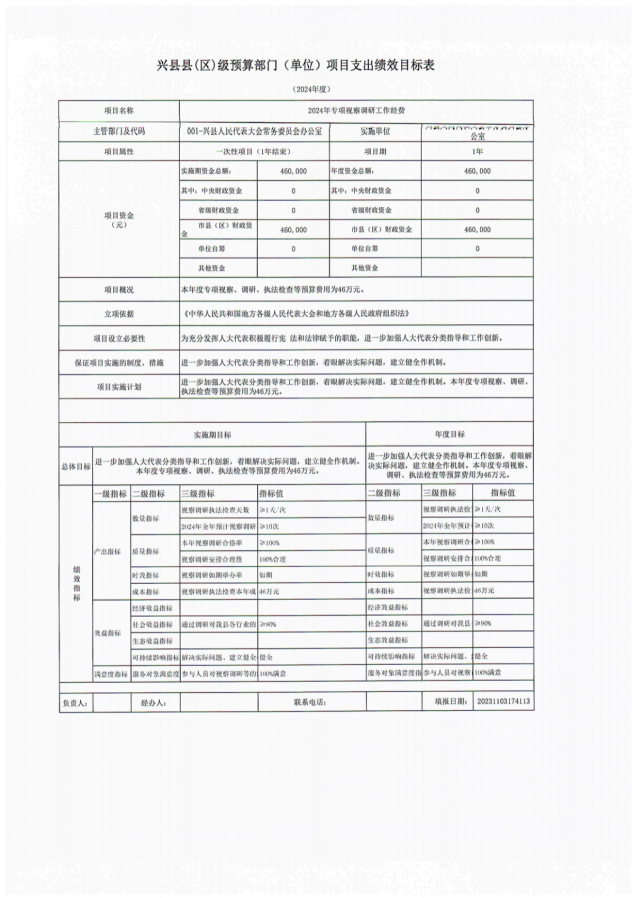 兴县县(区)级预算部门（单位）项目支出绩效目标表
（2024年度）
项目名称 2024年专项视察调研工作经费
主管部门及代码 001-兴县人民代表大会常务委员会办公室 实施单位 公室
项目属性 一次性项目（1年结束） 项目期 1年
项目资金
（元）
实施期资金总额： 460,000 年度资金总额： 460,000
其中：中央财政资金 0 其中：中央财政资金 0
省级财政资金 0 省级财政资金 0
市县（区）财政资金 460,000 市县（区）财政资金 460,000
单位自筹 0 单位自筹 0
其他资金 其他资金
项目概况 本年度专项视察、调研、执法检查等预算费用为46万元。
立项依据 《中华人民共和国地方各级人民代表大会和地方各级人民政府组织法》
项目设立必要性 为充分发挥人大代表积极履行宪 法和法律赋予的职能，进一步加强人大代表分类指导和工作创新。
保证项目实施的制度、措施 进一步加强人大代表分类指导和工作创新，着眼解决实际问题，建立健全作机制。
项目实施计划 进一步加强人大代表分类指导和工作创新，着眼解决实际问题，建立健全作机制。本年度专项视察、调研、
执法检查等预算费用为46万元。
实施期目标 年度目标
总体目标
进一步加强人大代表分类指导和工作创新，着眼解决实际问题，建立健全作机制。
本年度专项视察、调研、执法检查等预算费用为46万元。
进一步加强人大代表分类指导和工作创新，着眼解
决实际问题，建立健全作机制。本年度专项视察、
调研、执法检查等预算费用为46万元。
绩效指标
一级指标 二级指标 三级指标 指标值 二级指标 三级指标 指标值
产出指标
数量指标 视察调研执法检查天数 ≥1天/次 数量指标 视察调研执法检 ≥1天/次
2024年全年预计视察调研 ≥10次 2024年全年预计 ≥10次
质量指标 本年视察调研合格率 ≥100% 质量指标 本年视察调研合 ≥100%
视察调研安排合理性 100%合理 视察调研安排合 100%合理
时效指标 视察调研如期举办率 如期 时效指标 视察调研如期举 如期
成本指标 视察调研执法检查本年成 46万元 成本指标 视察调研执法检 46万元
效益指标
经济效益指标 经济效益指标
社会效益指标 通过调研对我县各行业的 ≥90% 社会效益指标 通过调研对我县 ≥90%
生态效益指标 生态效益指标
可持续影响指标 解决实际问题、建立健全 健全 可持续影响指标 解决实际问题、 健全
满意度指标 服务对象满意度 参与人员对视察调研等的 100%满意 服务对象满意度指 参与人员对视察 100%满意
负责人： 经办人： 联系电话： 填报日期： 20231103174113